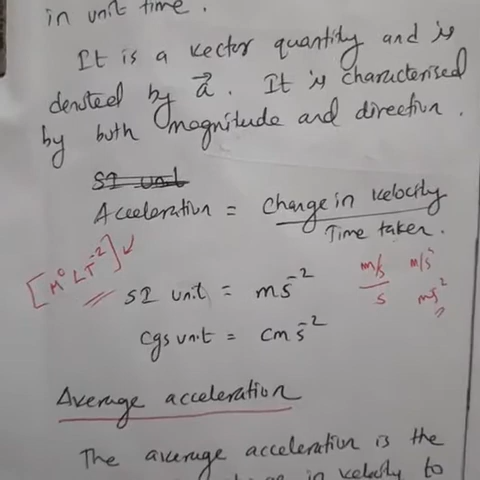 in unit time.
It is a vector quantity and is
denoted by a⃗. It is characterised
by both magnitude and direction.
SI unit
Acceleration = Change in velocity
Time taken.
[M⁰LT⁻²]
SI unit = ms⁻²
m/s
s
m/s²
ms⁻²
cgs unit = cms⁻²
Average acceleration
The average acceleration is the
in velocity to